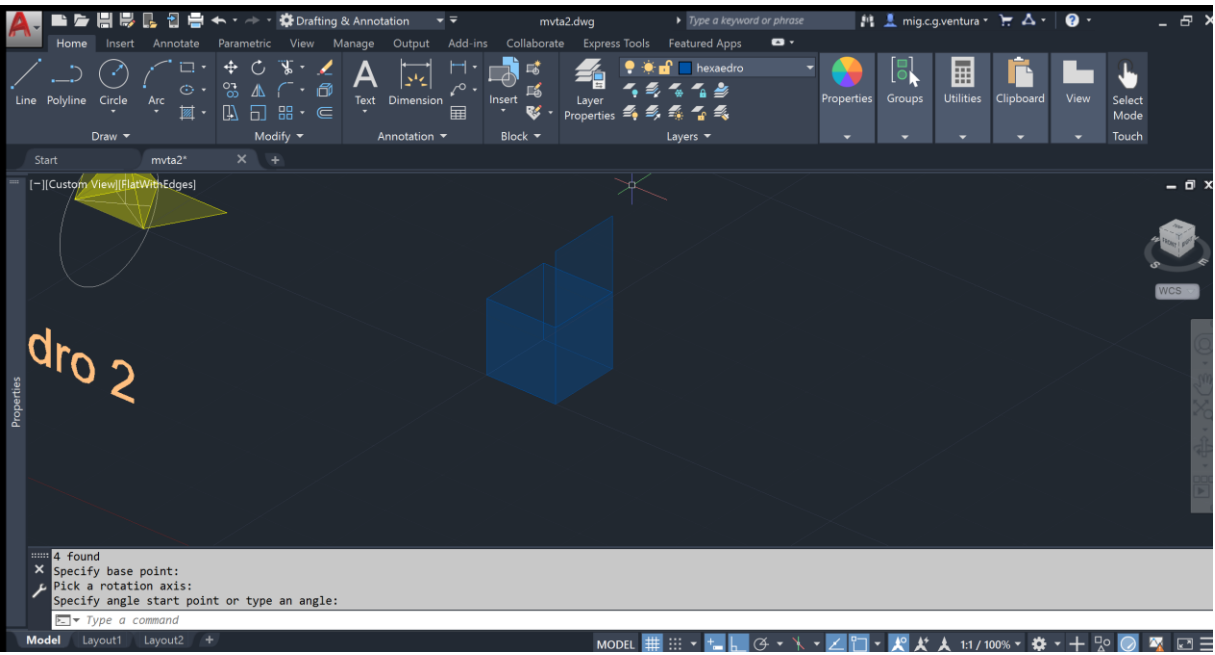 A Drafting & Annotation mvta2.dwg Type a keyword or phrase mig.c.g.ventura ?
Home Insert Annotate Parametric View Manage Output Add-ins Collaborate Express Tools Featured Apps
hexaedro
A
Line Polyline Circle Arc Text Dimension Insert Layer Properties Properties Groups Utilities Clipboard View Select Mode
Draw Modify Annotation Block Layers Touch
Start mvta2* X +
[−][Custom View][FlatWithEdges]
TOP
FRONT
S E
WCS
dro 2
Properties
4 found
Specify base point:
Pick a rotation axis:
Specify angle start point or type an angle:
Type a command
Model Layout1 Layout2 + MODEL 1:1 / 100%